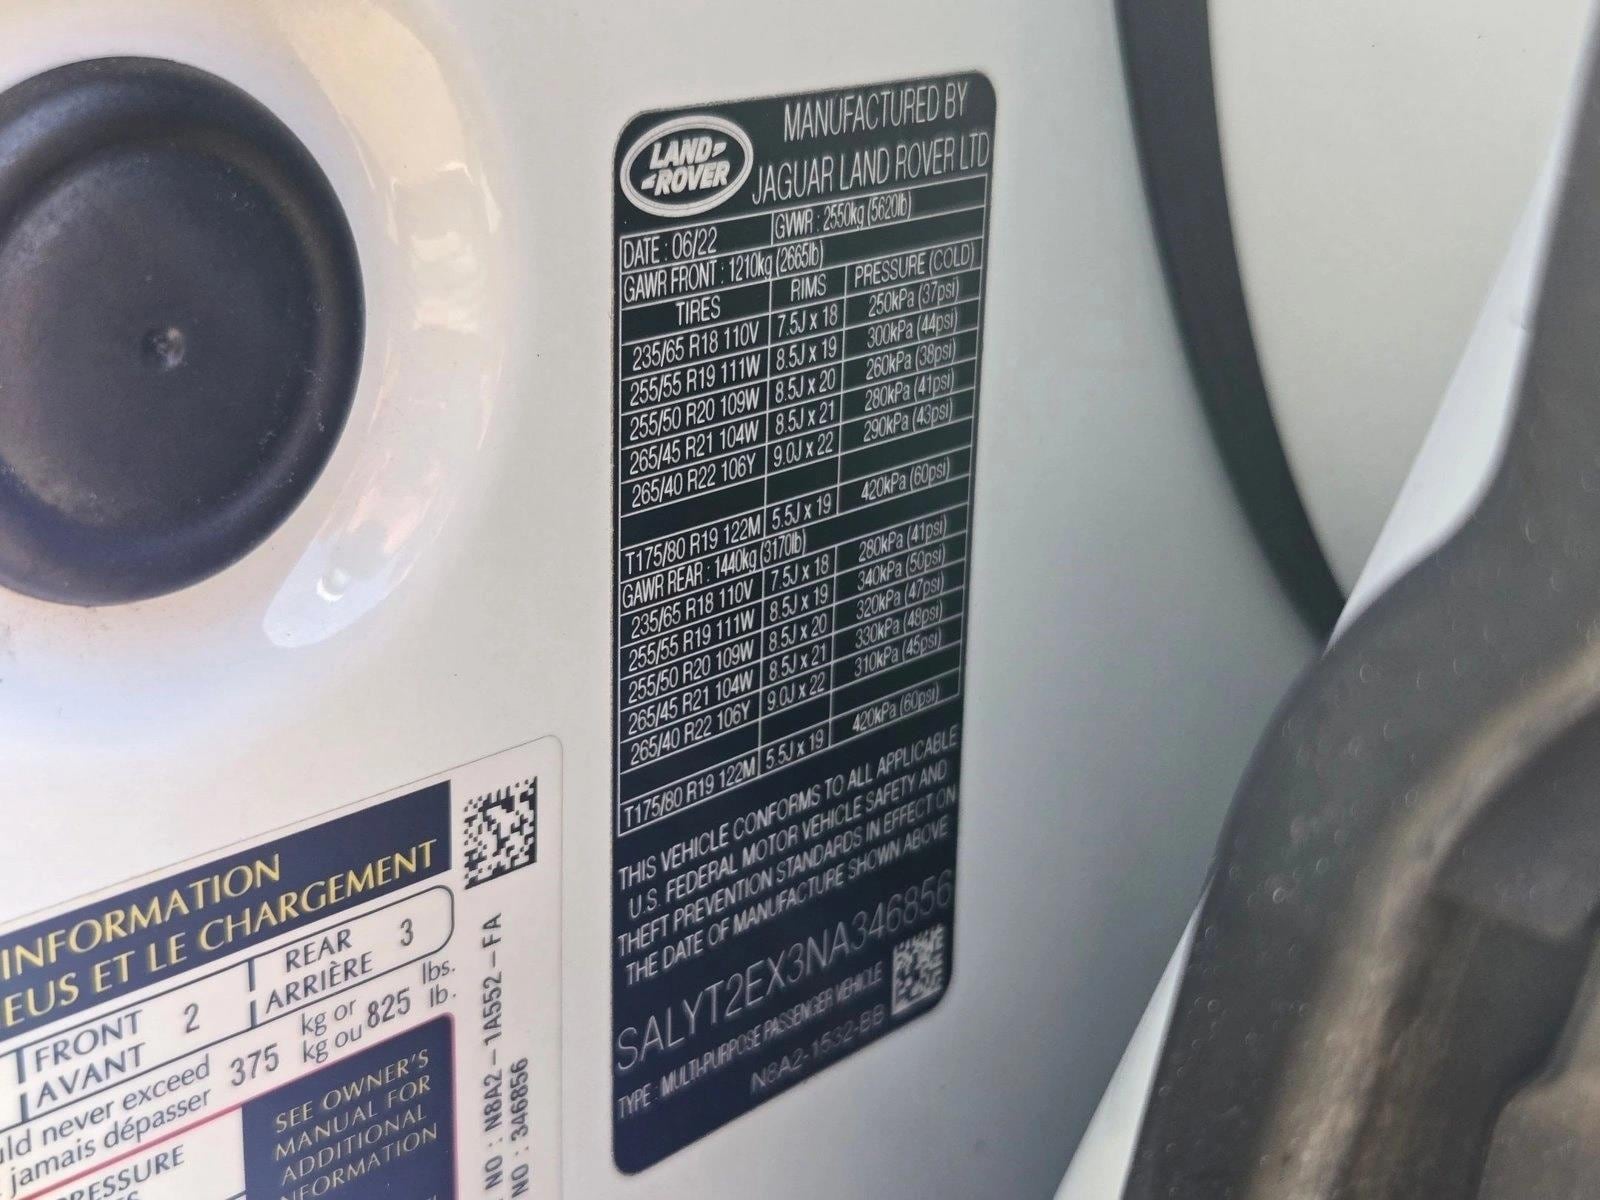 LAND-
-ROVER
MANUFACTURED BY
JAGUAR LAND ROVER LTD
DATE : 06/22 GVWR : 2550kg (5620lb)
GAWR FRONT : 1210kg (2665lb)
TIRES RIMS PRESSURE (COLD)
235/65 R18 110V 7.5J x 18 250kPa (37psi)
255/55 R19 111W 8.5J x 19 300kPa (44psi)
255/50 R20 109W 8.5J x 20 260kPa (38psi)
265/45 R21 104W 8.5J x 21 280kPa (41psi)
265/40 R22 106Y 9.0J x 22 290kPa (43psi)
T175/80 R19 122M 5.5J x 19 420kPa (60psi)
GAWR REAR : 1440kg (3170lb)
235/65 R18 110V 7.5J x 18 280kPa (41psi)
255/55 R19 111W 8.5J x 19 340kPa (50psi)
255/50 R20 109W 8.5J x 20 320kPa (47psi)
265/45 R21 104W 8.5J x 21 330kPa (48psi)
265/40 R22 106Y 9.0J x 22 310kPa (45psi)
T175/80 R19 122M 5.5J x 19 420kPa (60psi)
THIS VEHICLE CONFORMS TO ALL APPLICABLE
U.S. FEDERAL MOTOR VEHICLE SAFETY AND
THEFT PREVENTION STANDARDS IN EFFECT ON
THE DATE OF MANUFACTURE SHOWN ABOVE
SALYT2EX3NA346856
TYPE : MULTI-PURPOSE PASSENGER VEHICLE
N8A2-1532-BB
INFORMATION
EUS ET LE CHARGEMENT
FRONT 2 REAR 3
AVANT ARRIÈRE
uld never exceed 375 kg or 825 lbs.
jamais dépasser kg ou lb.
PRESSURE
SEE OWNER'S
MANUAL FOR
ADDITIONAL
INFORMATION
NO : N8A2-1A552-FA
NO : 346856